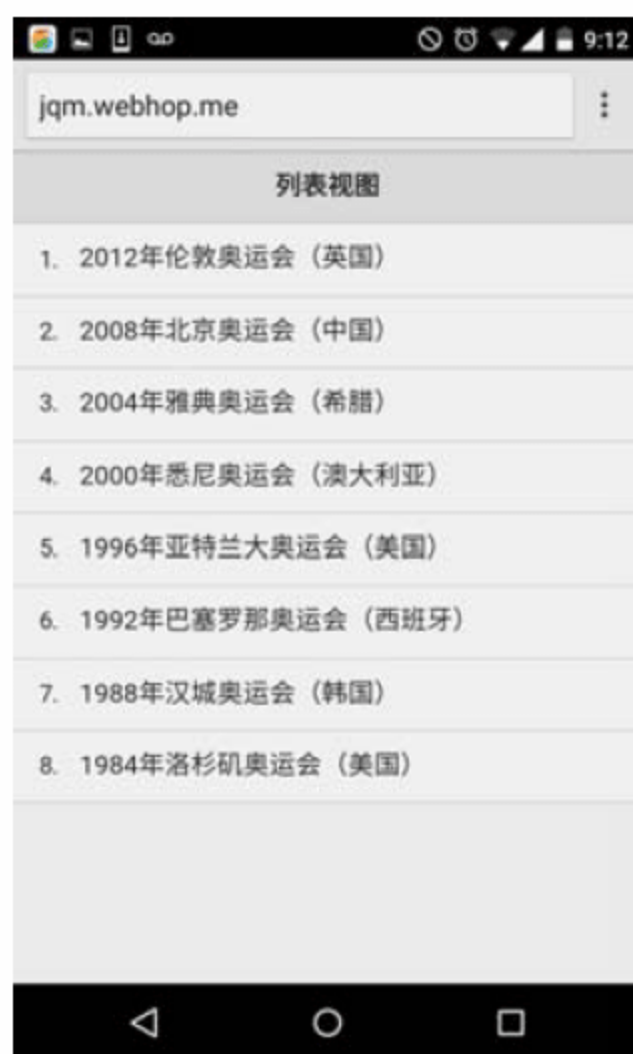 9:12
jqm.webhop.me
列表视图
1. 2012年伦敦奥运会（英国）
2. 2008年北京奥运会（中国）
3. 2004年雅典奥运会（希腊）
4. 2000年悉尼奥运会（澳大利亚）
5. 1996年亚特兰大奥运会（美国）
6. 1992年巴塞罗那奥运会（西班牙）
7. 1988年汉城奥运会（韩国）
8. 1984年洛杉矶奥运会（美国）